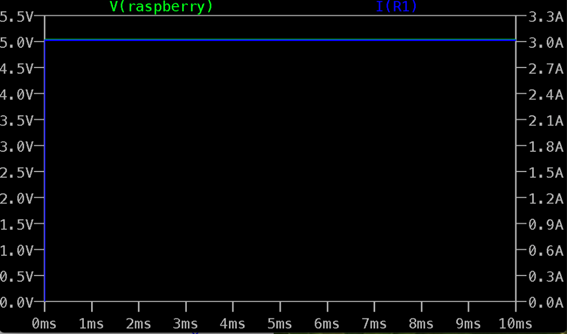 V(raspberry) I(R1)
5.5V 3.3A
5.0V 3.0A
4.5V 2.7A
4.0V 2.4A
3.5V 2.1A
3.0V 1.8A
2.5V 1.5A
2.0V 1.2A
1.5V 0.9A
1.0V 0.6A
0.5V 0.3A
0.0V 0.0A
0ms 1ms 2ms 3ms 4ms 5ms 6ms 7ms 8ms 9ms 10ms